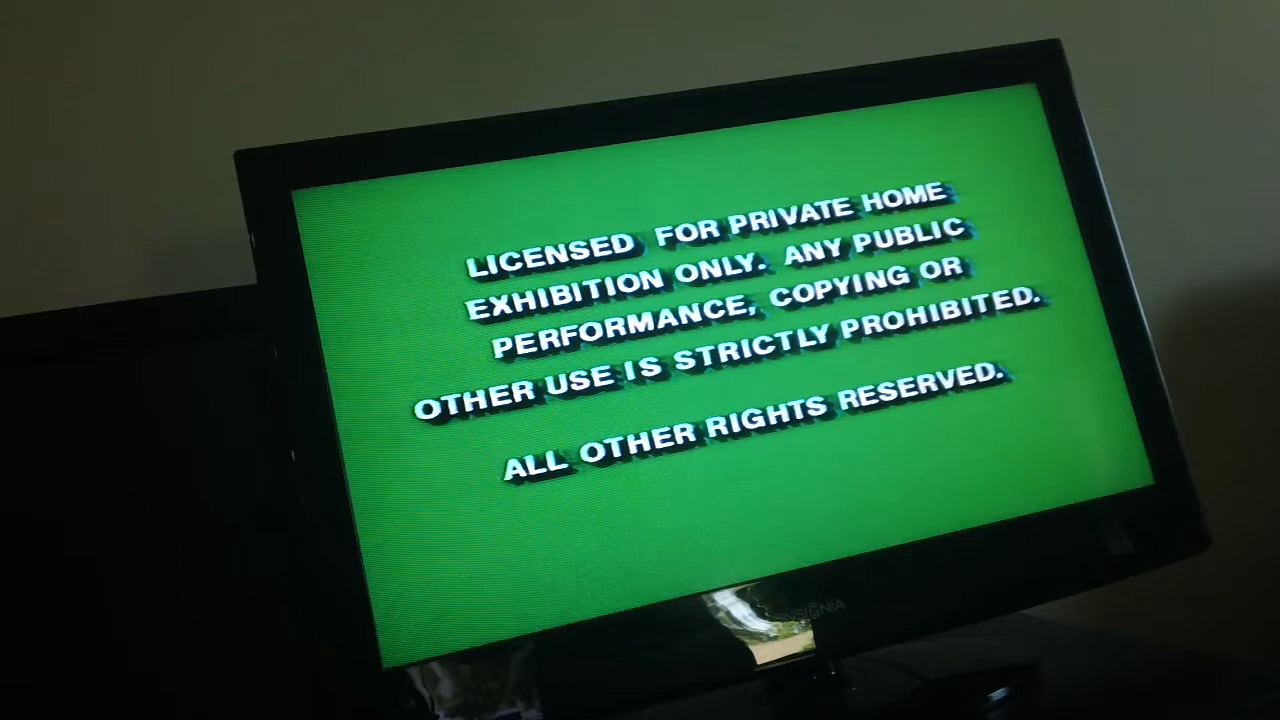 LICENSED FOR PRIVATE HOME
EXHIBITION ONLY. ANY PUBLIC
PERFORMANCE, COPYING OR
OTHER USE IS STRICTLY PROHIBITED.
ALL OTHER RIGHTS RESERVED.
INSIGNIA